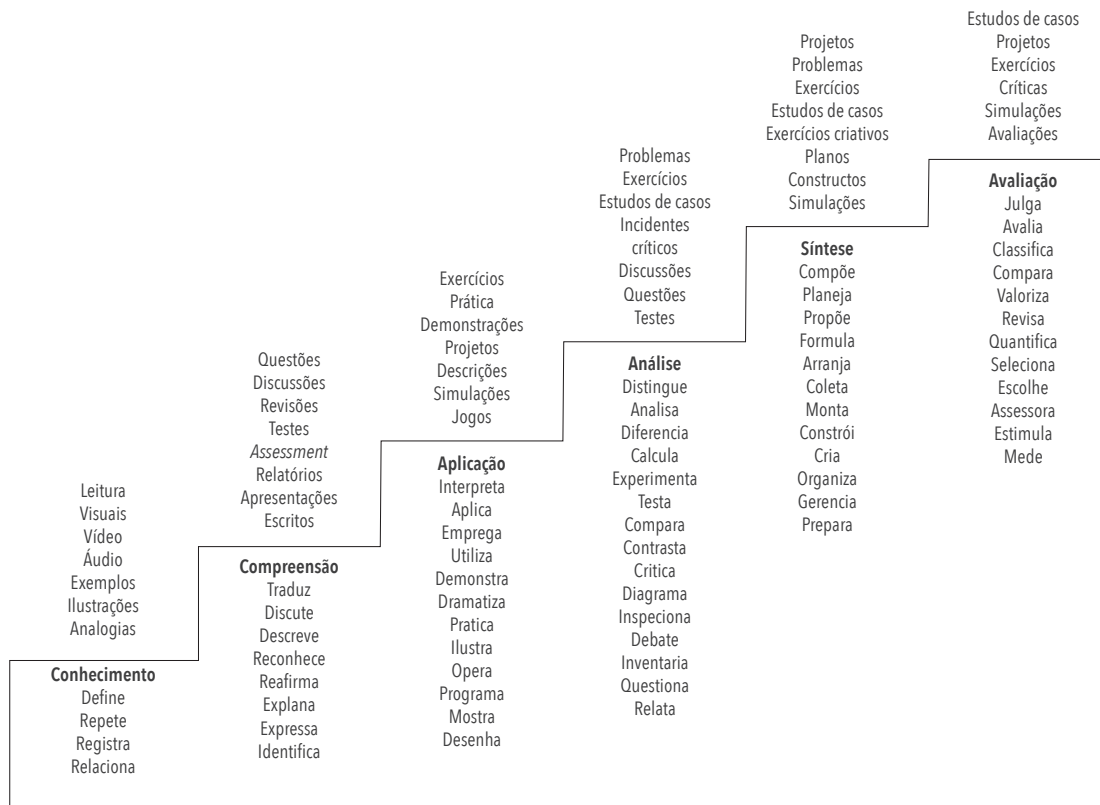 Leitura
Visuais
Vídeo
Áudio
Exemplos
Ilustrações
Analogias
Conhecimento
Define
Repete
Registra
Relaciona
Questões
Discussões
Revisões
Testes
Assessment
Relatórios
Apresentações
Escritos
Compreensão
Traduz
Discute
Descreve
Reconhece
Reafirma
Explana
Expressa
Identifica
Exercícios
Prática
Demonstrações
Projetos
Descrições
Simulações
Jogos
Aplicação
Interpreta
Aplica
Emprega
Utiliza
Demonstra
Dramatiza
Pratica
Ilustra
Opera
Programa
Mostra
Desenha
Problemas
Exercícios
Estudos de casos
Incidentes
críticos
Discussões
Questões
Testes
Análise
Distingue
Analisa
Diferencia
Calcula
Experimenta
Testa
Compara
Contrasta
Critica
Diagrama
Inspeciona
Debate
Inventaria
Questiona
Relata
Projetos
Problemas
Exercícios
Estudos de casos
Exercícios criativos
Planos
Constructos
Simulações
Síntese
Compõe
Planeja
Propõe
Formula
Arranja
Coleta
Monta
Constrói
Cria
Organiza
Gerencia
Prepara
Estudos de casos
Projetos
Exercícios
Críticas
Simulações
Avaliações
Avaliação
Julga
Avalia
Classifica
Compara
Valoriza
Revisa
Quantifica
Seleciona
Escolhe
Assessora
Estimula
Mede